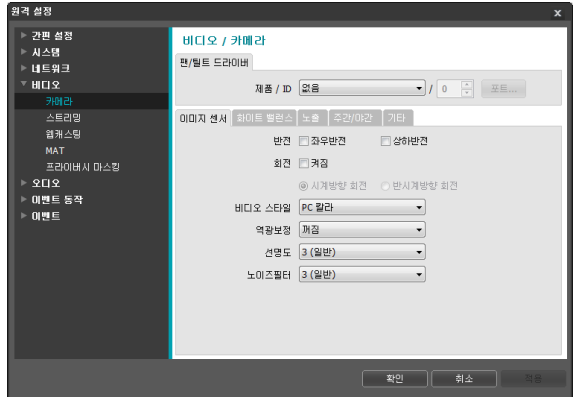 원격 설정
x
간편 설정
시스템
네트워크
비디오
카메라
스트리밍
웹캐스팅
MAT
프라이버시 마스킹
오디오
이벤트 동작
이벤트
비디오 / 카메라
팬/틸트 드라이버
제품 / ID 없음 / 0 포트...
이미지 센서 화이트 밸런스 노출 주간/야간 기타
반전 좌우반전 상하반전
회전 켜짐
시계방향 회전 반시계방향 회전
비디오 스타일 PC 칼라
역광보정 꺼짐
선명도 3 (일반)
노이즈필터 3 (일반)
확인 취소 적용